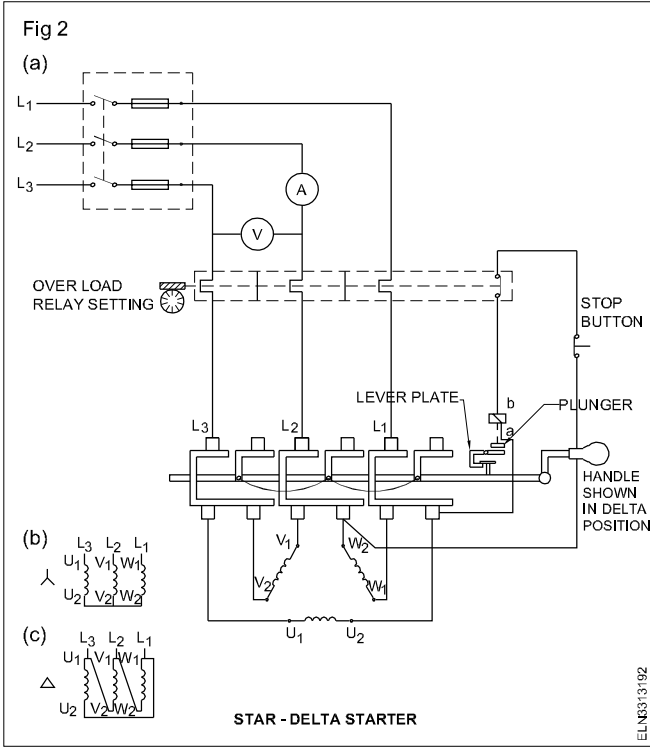 Fig 2
(a)
L1
L2
L3
A
V
OVER LOAD
RELAY SETTING
STOP
BUTTON
LEVER PLATE
b
PLUNGER
a
L3
L2
L1
HANDLE
SHOWN
IN DELTA
POSITION
V1
W2
V2
W1
U1
U2
(b)
L3 L2 L1
U1 V1 W1
U2 V2 W2
(c)
L3 L2 L1
U1 V1 W1
U2 V2 W2
STAR - DELTA STARTER
ELN3313192